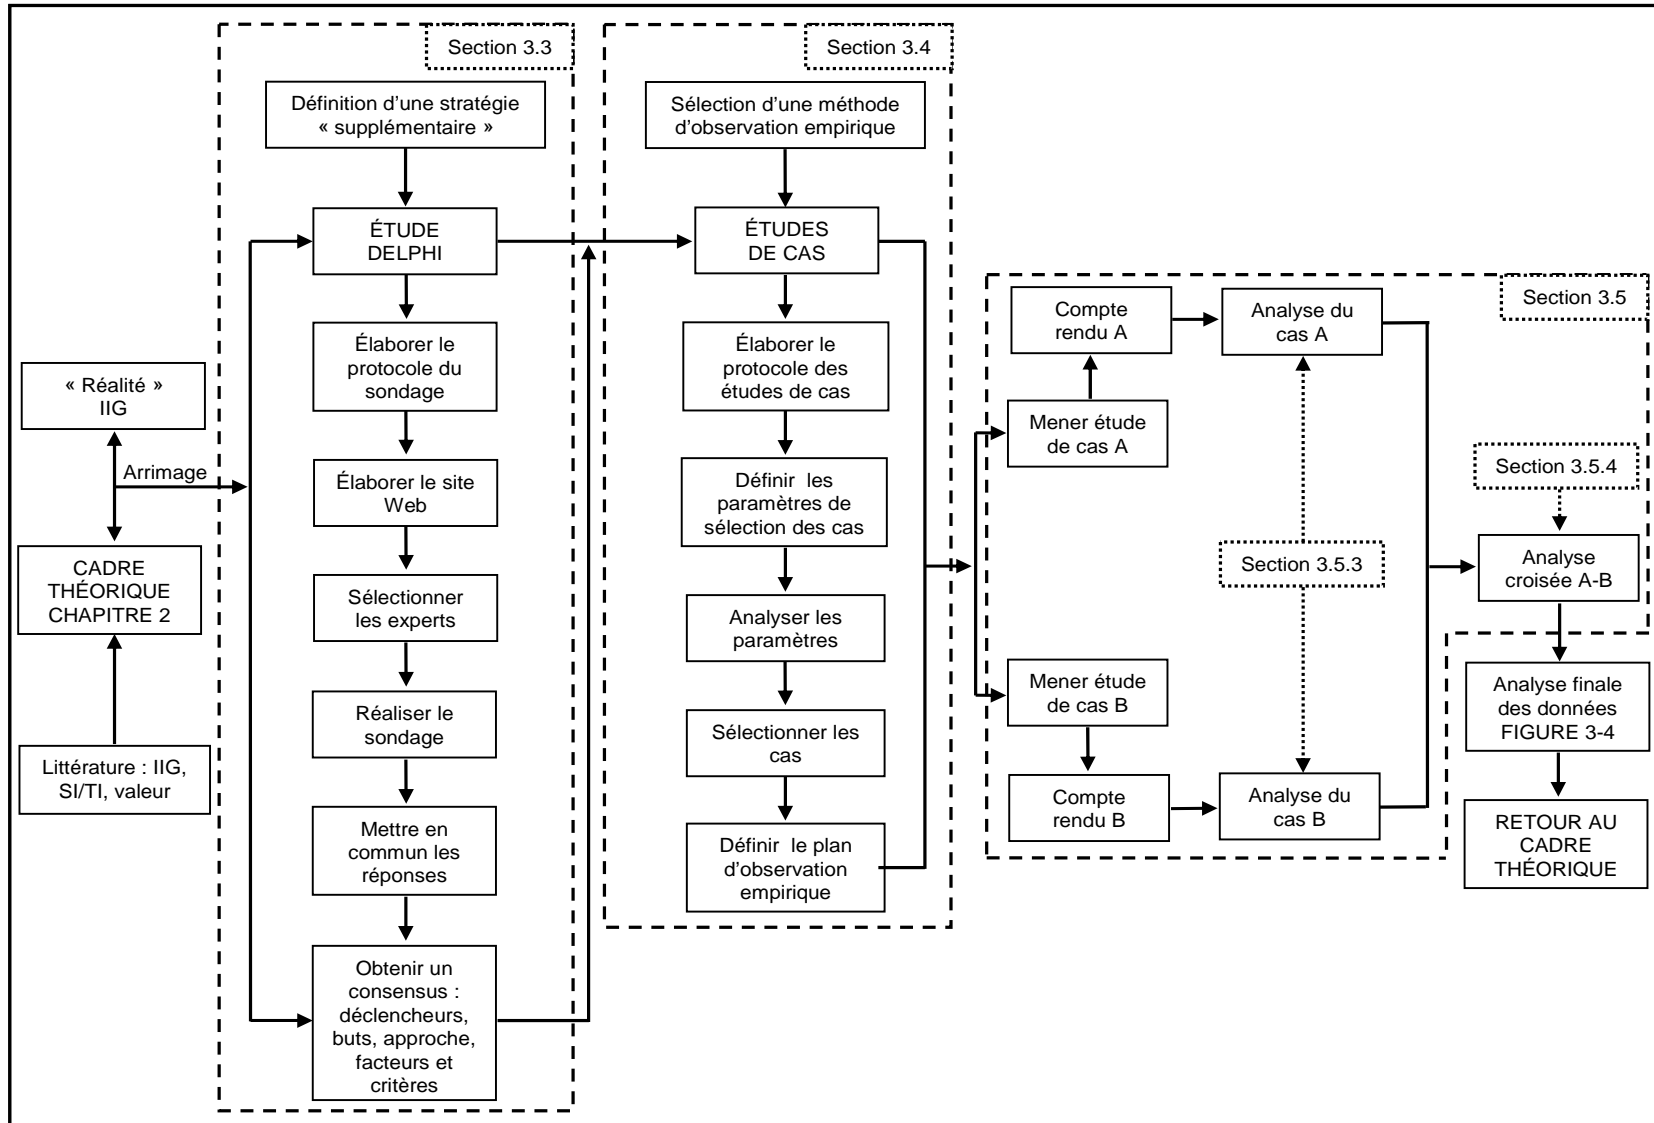 « Réalité »
IIG
Arrimage
CADRE
THÉORIQUE
CHAPITRE 2
Littérature : IIG,
SI/TI, valeur
Section 3.3
Définition d'une stratégie
« supplémentaire »
ÉTUDE
DELPHI
Élaborer le
protocole du
sondage
Élaborer le site
Web
Sélectionner
les experts
Réaliser le
sondage
Mettre en
commun les
réponses
Obtenir un
consensus :
déclencheurs,
buts, approche,
facteurs et
critères
Section 3.4
Sélection d'une méthode
d'observation empirique
ÉTUDES
DE CAS
Élaborer le
protocole des
études de cas
Définir les
paramètres de
sélection des cas
Analyser les
paramètres
Sélectionner les
cas
Définir le plan
d'observation
empirique
Section 3.5
Compte
rendu A
Analyse du
cas A
Mener étude
de cas A
Section 3.5.4
Section 3.5.3
Analyse
croisée A-B
Mener étude
de cas B
Compte
rendu B
Analyse du
cas B
Analyse finale
des données
FIGURE 3-4
RETOUR AU
CADRE
THÉORIQUE